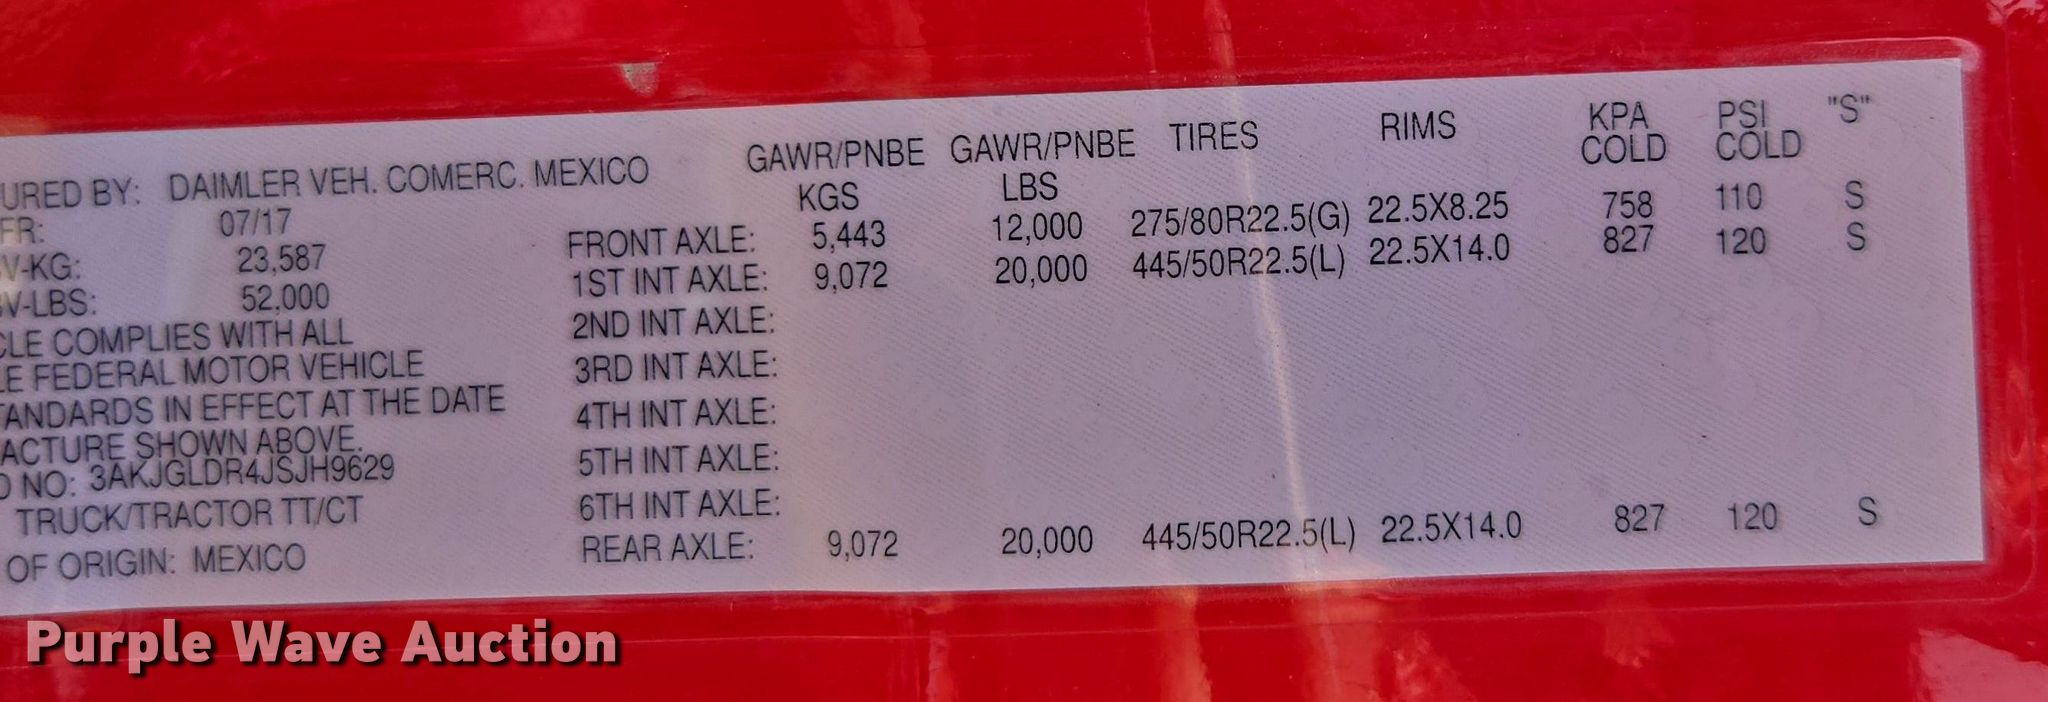 URED BY: DAIMLER VEH. COMERC. MEXICO
FR: 07/17
V-KG: 23,587
V-LBS: 52,000
CLE COMPLIES WITH ALL
LE FEDERAL MOTOR VEHICLE
TANDARDS IN EFFECT AT THE DATE
ACTURE SHOWN ABOVE.
D NO: 3AKJGLDR4JSJH9629
TRUCK/TRACTOR TT/CT
OF ORIGIN: MEXICO
GAWR/PNBE KGS GAWR/PNBE LBS TIRES RIMS KPA COLD PSI COLD "S"
FRONT AXLE: 5,443 12,000 275/80R22.5(G) 22.5X8.25 758 110 S
1ST INT AXLE: 9,072 20,000 445/50R22.5(L) 22.5X14.0 827 120 S
2ND INT AXLE:
3RD INT AXLE:
4TH INT AXLE:
5TH INT AXLE:
6TH INT AXLE:
REAR AXLE: 9,072 20,000 445/50R22.5(L) 22.5X14.0 827 120 S
Purple Wave Auction